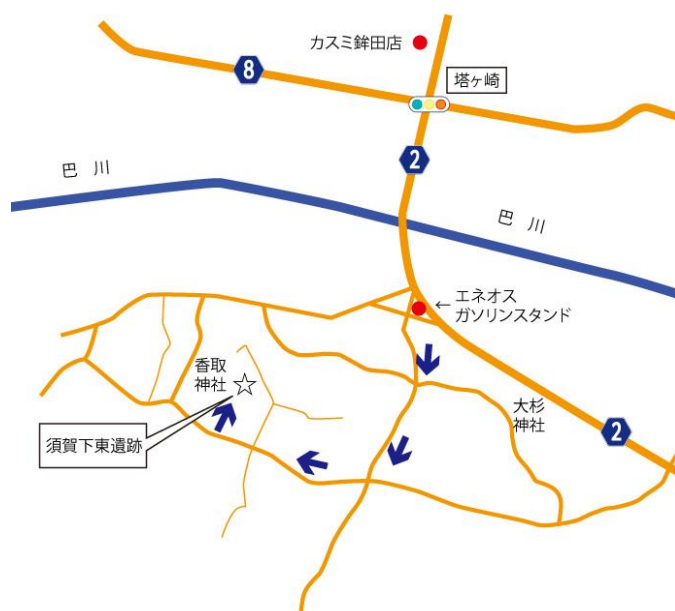 カスミ鉾田店
塔ヶ崎
8
2
巴 川
巴 川
← エネオス
ガソリンスタンド
香取
神社
大杉
神社
須賀下東遺跡
2